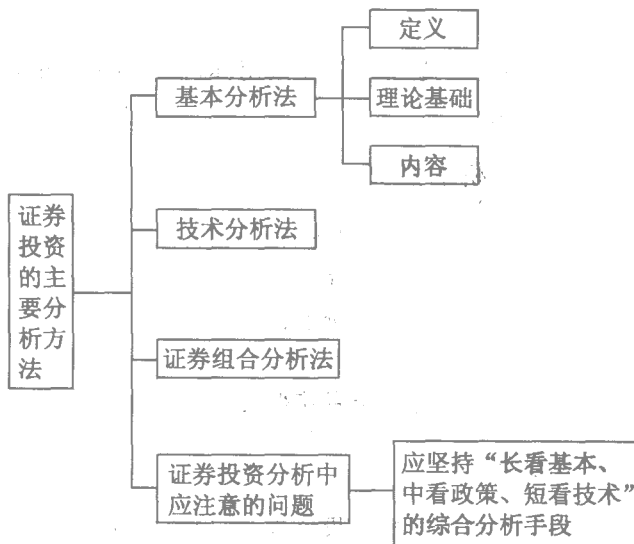 定义
基本分析法
理论基础
内容
证券
投资
的主
要分
析方
法
技术分析法
证券组合分析法
证券投资分析中
应注意的问题
应坚持“长看基本、
中看政策、短看技术”
的综合分析手段